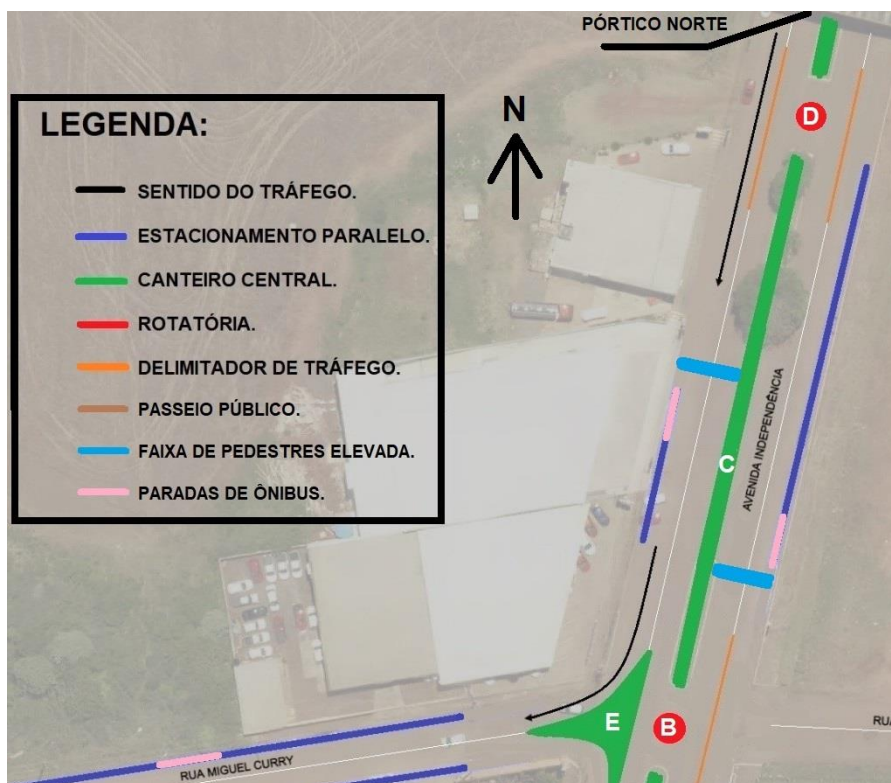 PÓRTICO NORTE
LEGENDA:
SENTIDO DO TRÁFEGO.
ESTACIONAMENTO PARALELO.
CANTEIRO CENTRAL.
ROTATÓRIA.
DELIMITADOR DE TRÁFEGO.
PASSEIO PÚBLICO.
FAIXA DE PEDESTRES ELEVADA.
PARADAS DE ÔNIBUS.
N
D
C
AVENIDA INDEPENDÊNCIA
E
B
RUA MIGUEL CURRY
RUA